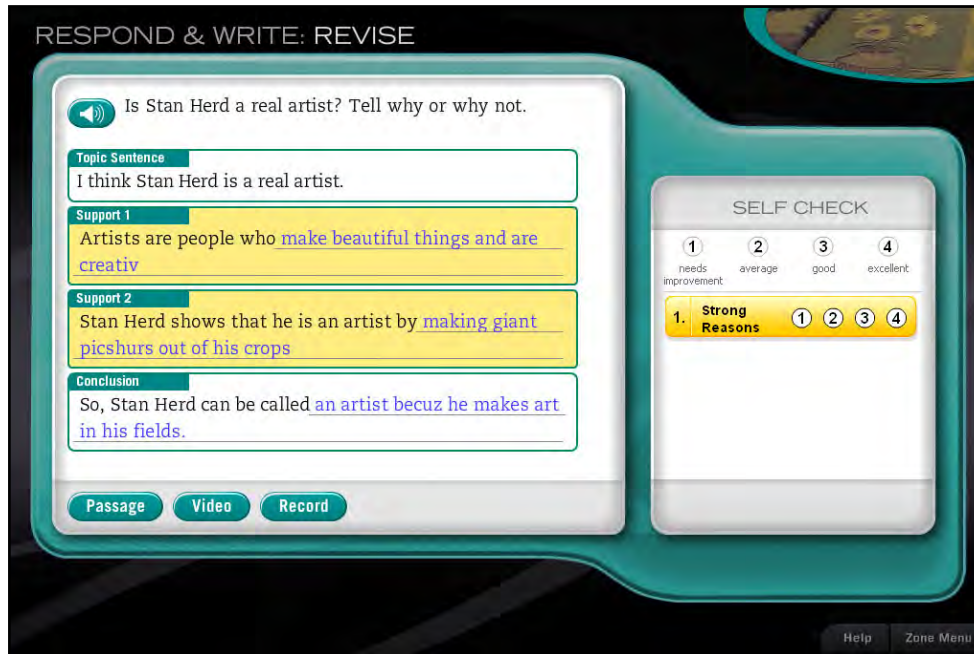 RESPOND & WRITE: REVISE
Is Stan Herd a real artist? Tell why or why not.
Topic Sentence
I think Stan Herd is a real artist.
Support 1
Artists are people who make beautiful things and are
creativ
Support 2
Stan Herd shows that he is an artist by making giant
picshurs out of his crops
Conclusion
So, Stan Herd can be called an artist becuz he makes art
in his fields.
Passage Video Record
SELF CHECK
1 2 3 4
needs average good excellent
improvement
1. Strong 1 2 3 4
Reasons
Help Zone Menu